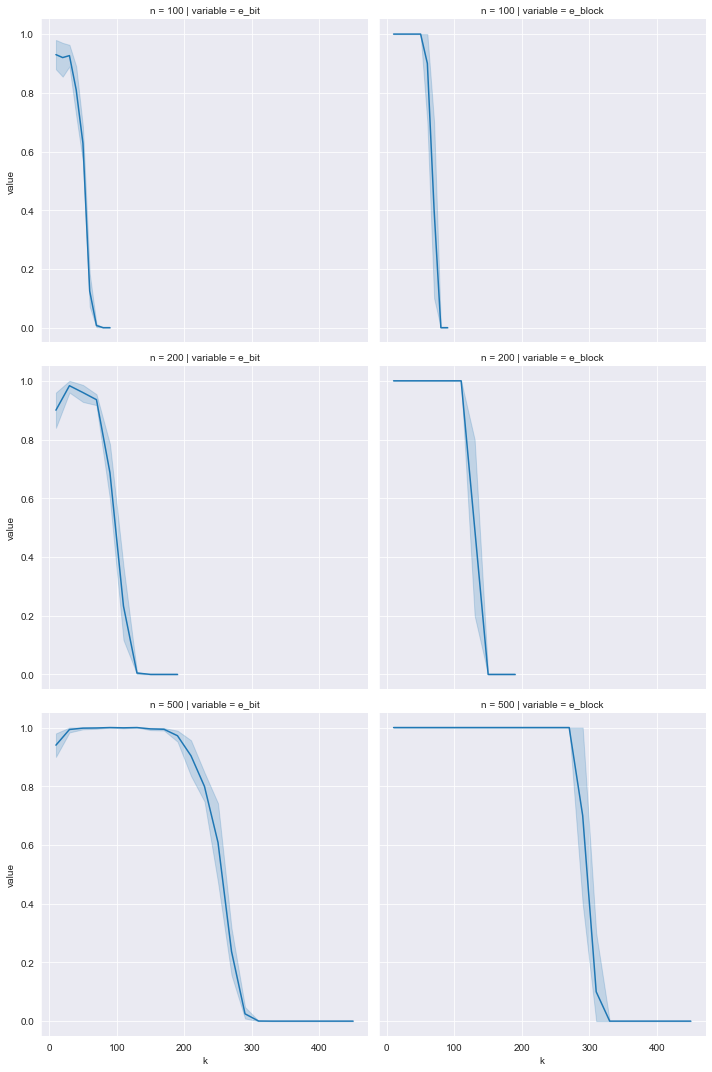 n = 100 | variable = e_bit
n = 100 | variable = e_block
1.0
0.8
0.6
0.4
0.2
0.0
value
n = 200 | variable = e_bit
n = 200 | variable = e_block
1.0
0.8
0.6
0.4
0.2
0.0
value
n = 500 | variable = e_bit
n = 500 | variable = e_block
1.0
0.8
0.6
0.4
0.2
0.0
value
0 100 200 300 400
k
0 100 200 300 400
k